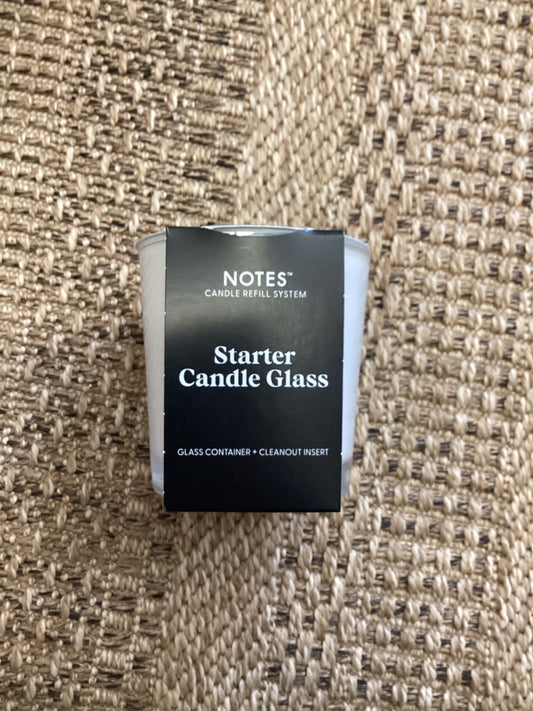 NOTES™
CANDLE REFILL SYSTEM
Starter
Candle Glass
GLASS CONTAINER + CLEANOUT INSERT